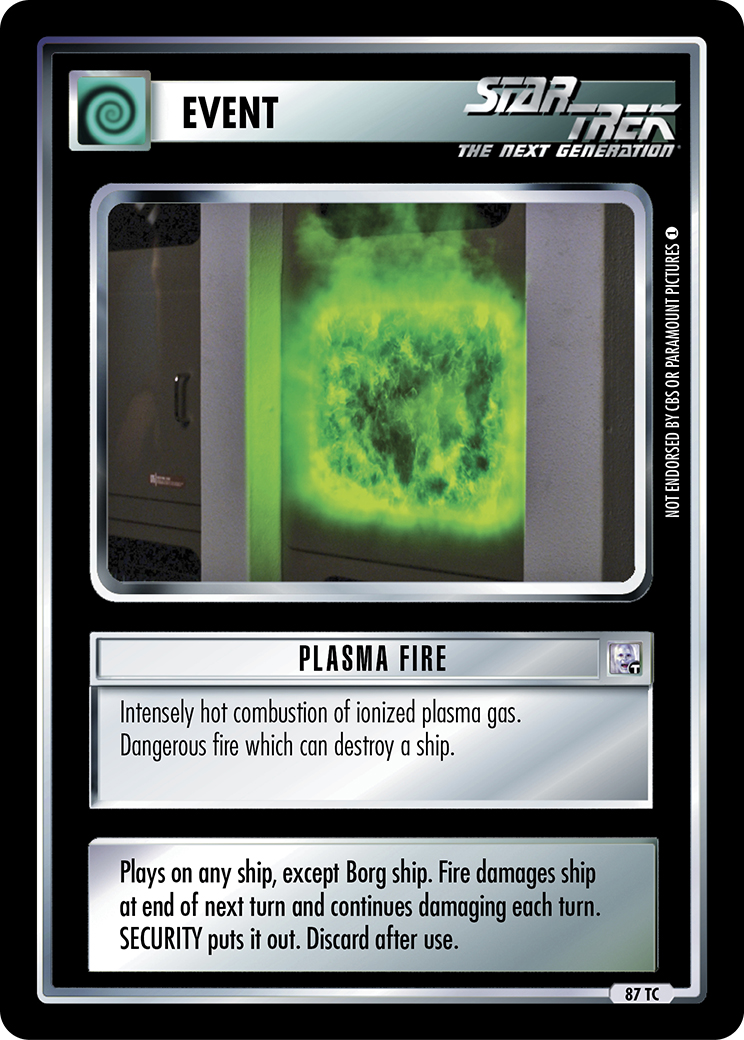 EVENT
STAR TREK
THE NEXT GENERATION
NOT ENDORSED BY CBS OR PARAMOUNT PICTURES 1
PLASMA FIRE
T
Intensely hot combustion of ionized plasma gas.
Dangerous fire which can destroy a ship.
Plays on any ship, except Borg ship. Fire damages ship
at end of next turn and continues damaging each turn.
SECURITY puts it out. Discard after use.
87 TC